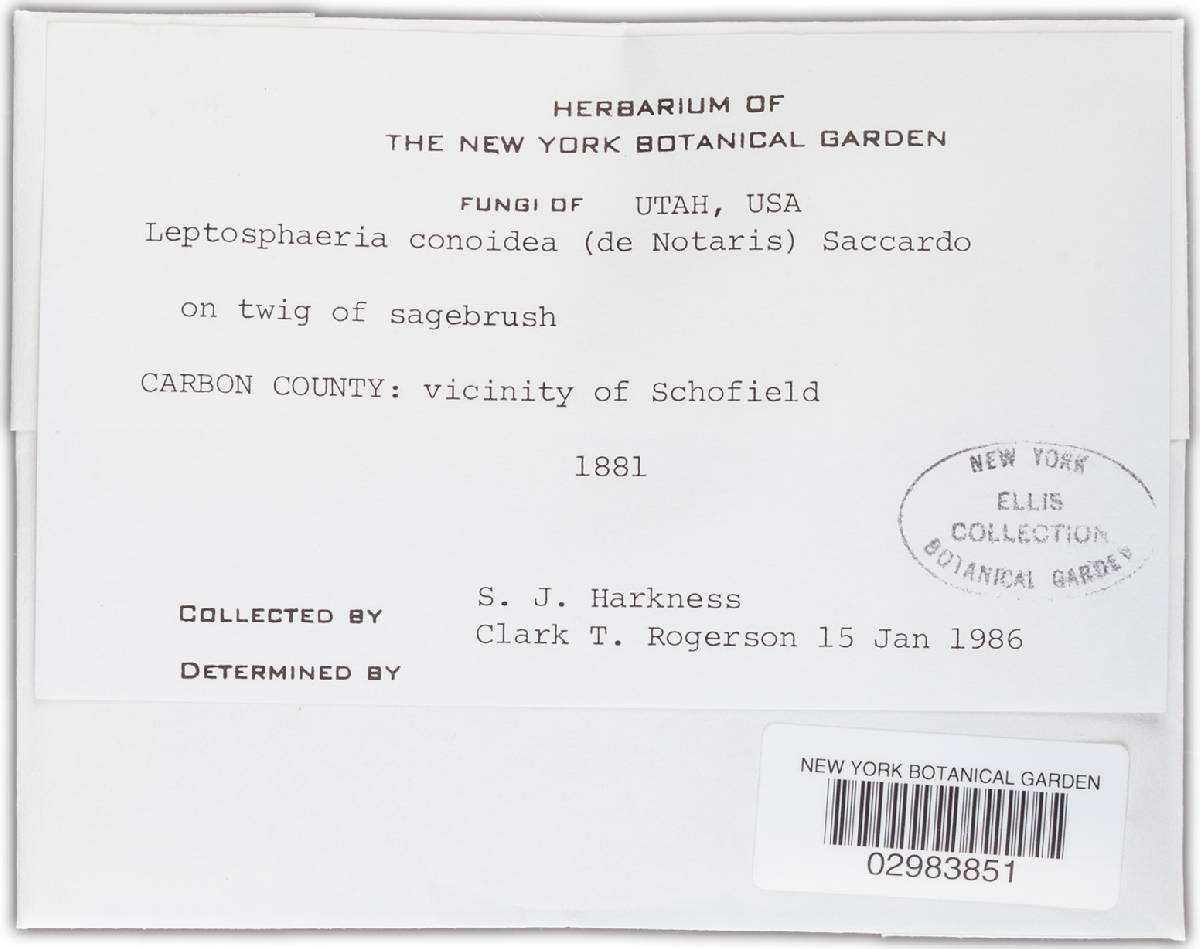 HERBARIUM OF
THE NEW YORK BOTANICAL GARDEN
FUNGI OF UTAH, USA
Leptosphaeria conoidea (de Notaris) Saccardo
on twig of sagebrush
CARBON COUNTY: vicinity of Schofield
1881
NEW YORK
ELLIS
COLLECTION
BOTANICAL GARDEN
COLLECTED BY S. J. Harkness
Clark T. Rogerson 15 Jan 1986
DETERMINED BY
NEW YORK BOTANICAL GARDEN
02983851